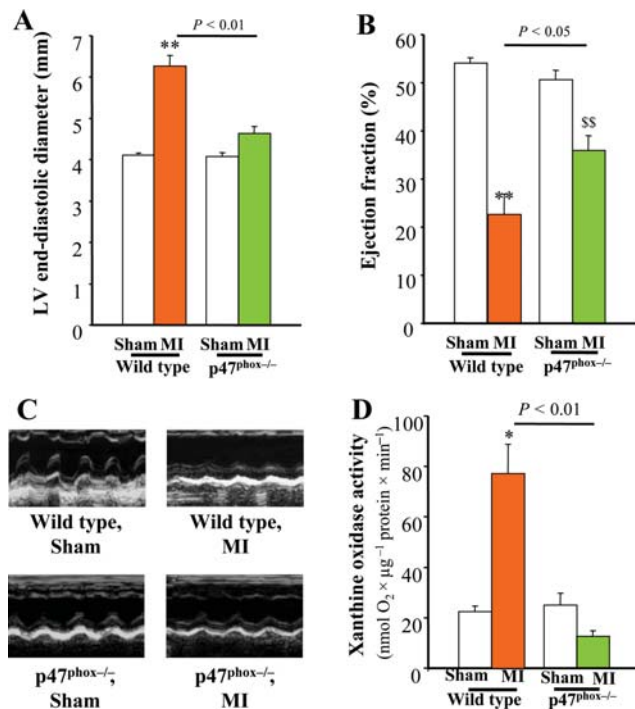 A
P < 0.01
LV end-diastolic diameter (mm)
7
6
5
4
3
2
1
0
**
Sham MI Sham MI
Wild type p47phox–/–
B
P < 0.05
Ejection fraction (%)
60
50
40
30
20
10
0
**
$$
Sham MI Sham MI
Wild type p47phox–/–
C
Wild type,
Sham
Wild type,
MI
p47phox–/–,
Sham
p47phox–/–,
MI
D
P < 0.01
Xanthine oxidase activity
(nmol O₂ × µg⁻¹ protein × min⁻¹)
100
80
60
40
20
0
*
Sham MI Sham MI
Wild type p47phox–/–